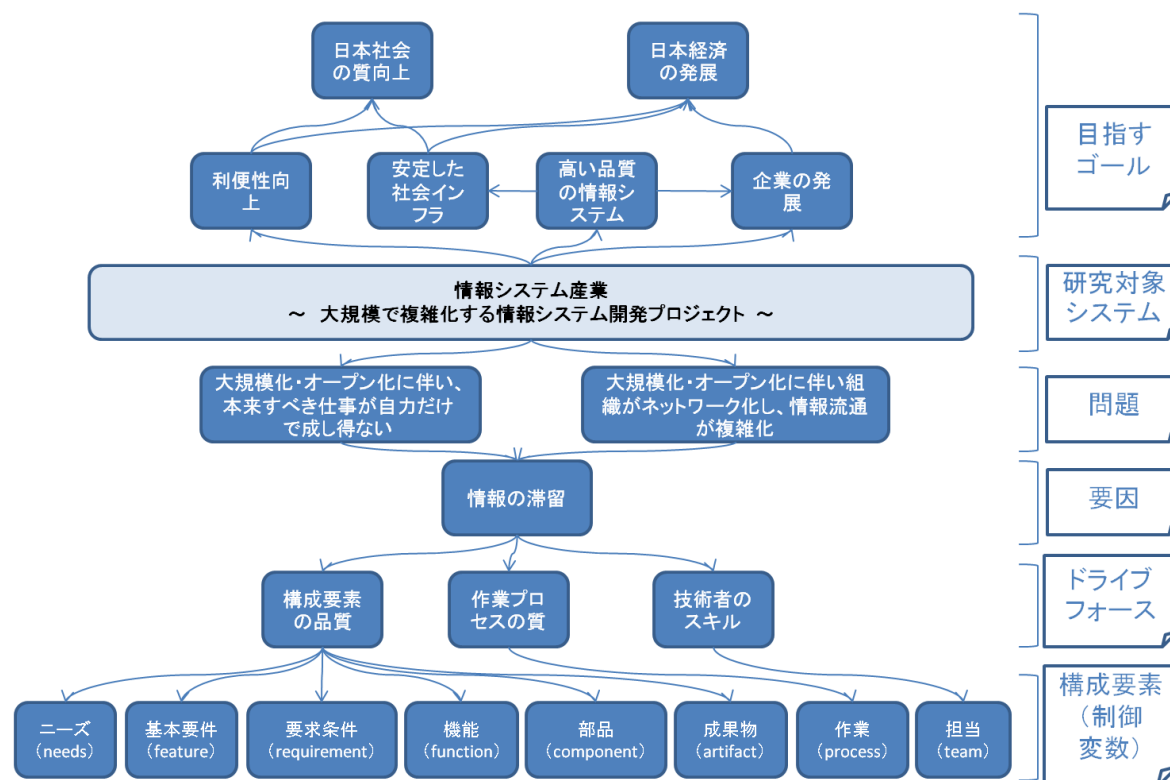 日本社会
の質向上
日本経済
の発展
利便性向
上
安定した
社会イン
フラ
高い品質
の情報シ
ステム
企業の発
展
目指す
ゴール
情報システム産業
～ 大規模で複雑化する情報システム開発プロジェクト ～
研究対象
システム
大規模化・オープン化に伴い、
本来すべき仕事が自力だけ
で成し得ない
大規模化・オープン化に伴い組
織がネットワーク化し、情報流通
が複雑化
問題
情報の滞留
要因
構成要素
の品質
作業プロ
セスの質
技術者の
スキル
ドライブ
フォース
ニーズ
（needs）
基本要件
（feature）
要求条件
（requirement）
機能
（function）
部品
（component）
成果物
（artifact）
作業
（process）
担当
（team）
構成要素
（制御
変数）